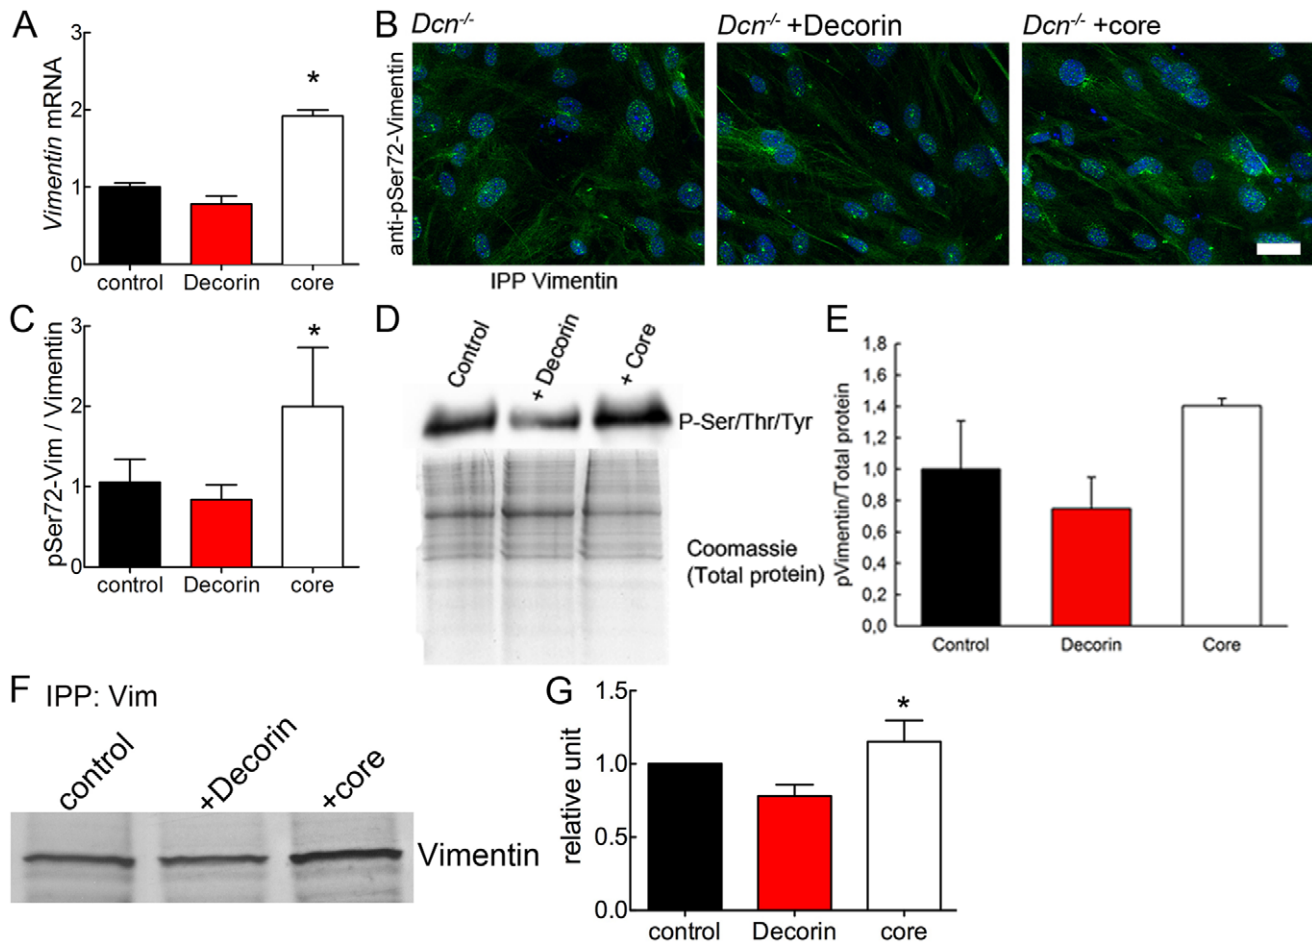 A
Vimentin mRNA
3
2
1
0
*
control Decorin core
B
Dcn-/-
Dcn-/- +Decorin
Dcn-/- +core
anti-pSer72-Vimentin
IPP Vimentin
C
pSer72-Vim / Vimentin
3
2
1
0
*
control Decorin core
D
Control
+ Decorin
+ Core
P-Ser/Thr/Tyr
Coomassie
(Total protein)
E
pVimentin/Total protein
1,8
1,6
1,4
1,2
1,0
0,8
0,6
0,4
0,2
0,0
Control Decorin Core
F IPP: Vim
control
+Decorin
+core
Vimentin
G
relative unit
1.5
1.0
0.5
0.0
*
control Decorin core